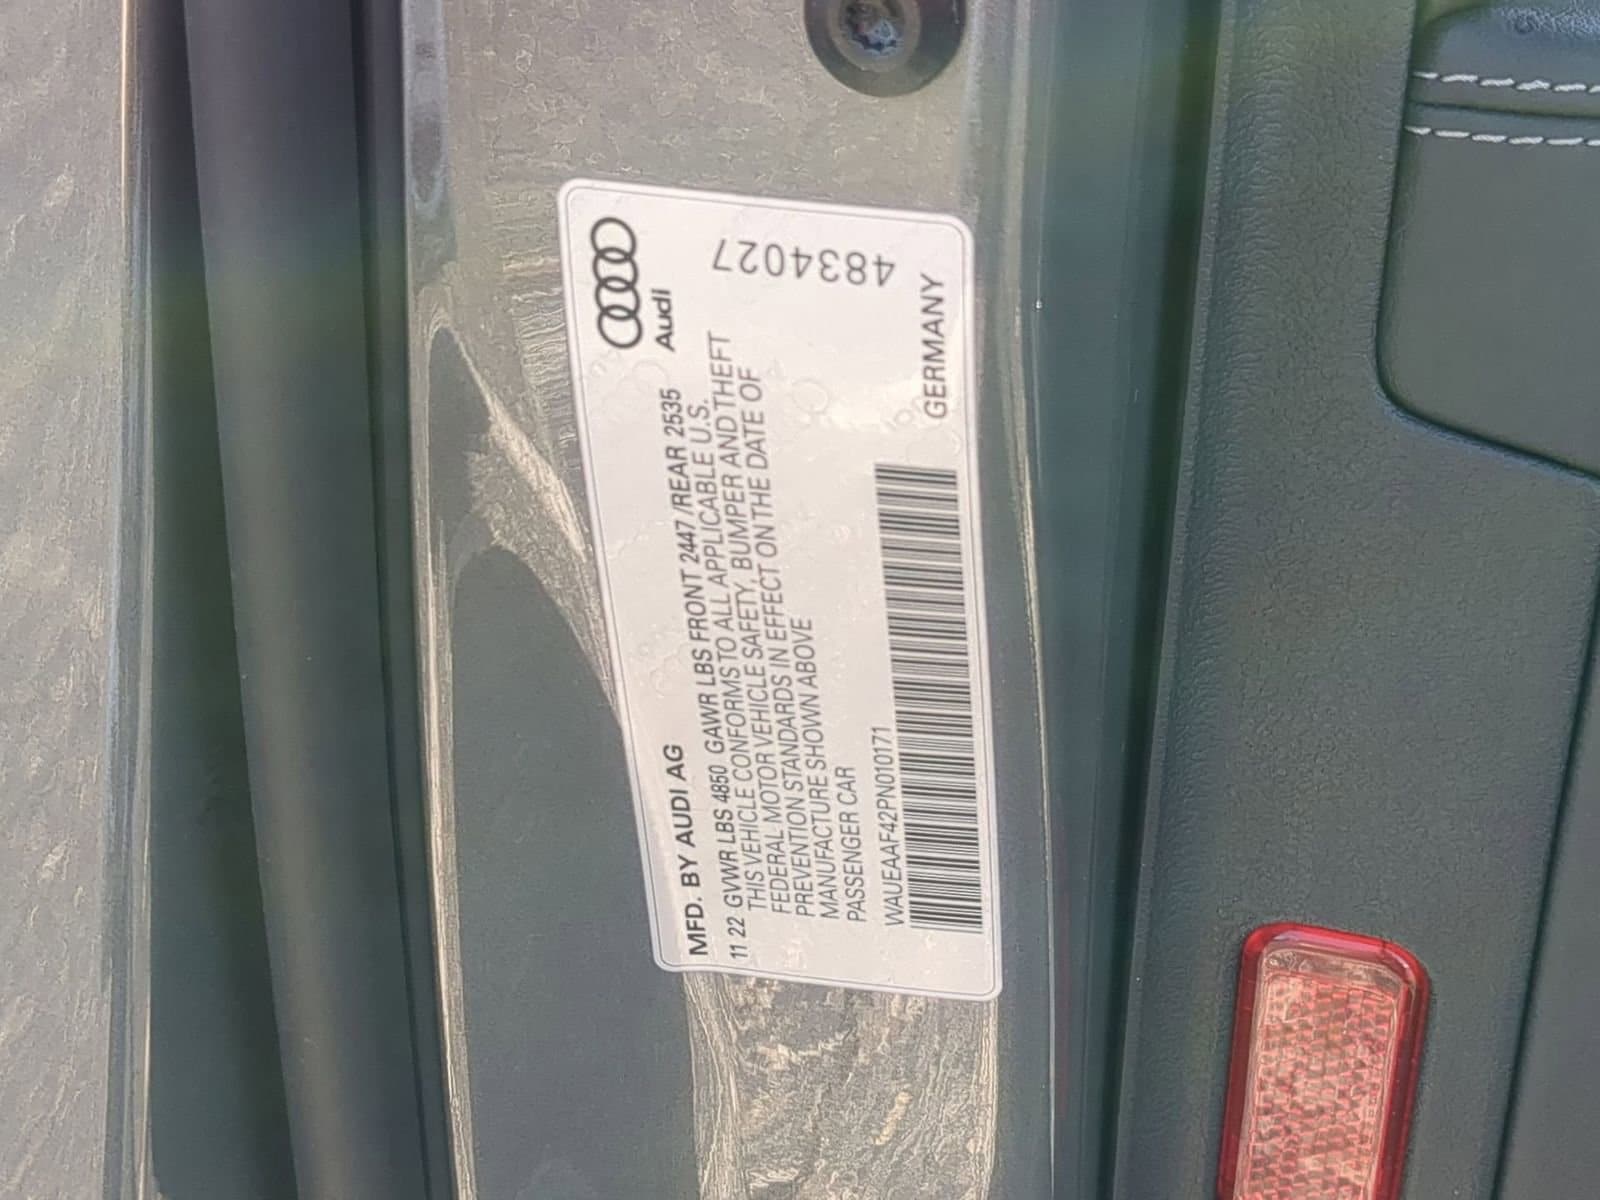 Audi
MFD. BY AUDI AG
11 22 GVWR LBS 4850 GAWR LBS FRONT 2447/REAR 2535
THIS VEHICLE CONFORMS TO ALL APPLICABLE U.S.
FEDERAL MOTOR VEHICLE SAFETY, BUMPER AND THEFT
PREVENTION STANDARDS IN EFFECT ON THE DATE OF
MANUFACTURE SHOWN ABOVE
PASSENGER CAR
WAUEAAF42PN010171
GERMANY
4834027